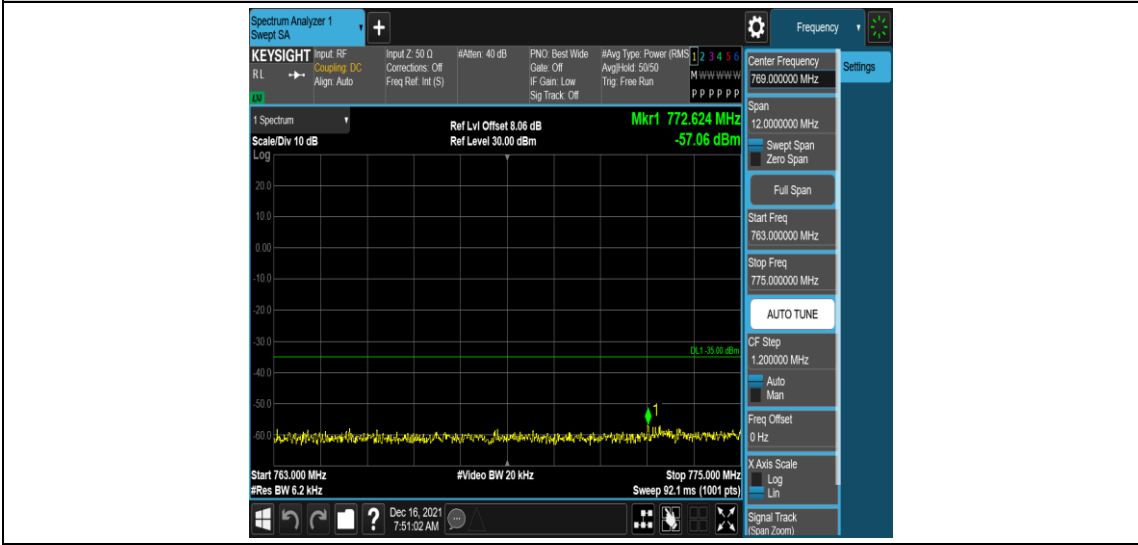 Spectrum Analyzer 1
Swept SA
+
Frequency
KEYSIGHT
RL
LM
Input: RF
Coupling: DC
Align: Auto
Input Z: 50 Ω
Corrections: Off
Freq Ref: Int (S)
#Atten: 40 dB
PNO: Best Wide
Gate: Off
IF Gain: Low
Sig Track: Off
#Avg Type: Power (RMS
Avg|Hold: 50/50
Trig: Free Run
1 2 3 4 5 6
M W W W W W
P P P P P P
1 Spectrum
Scale/Div 10 dB
Log
Ref Lvl Offset 8.06 dB
Ref Level 30.00 dBm
Mkr1 772.624 MHz
-57.06 dBm
20.0
10.0
0.00
-10.0
-20.0
-30.0
DL1 -35.00 dBm
-40.0
-50.0
1
-60.0
Start 763.000 MHz
#Res BW 6.2 kHz
#Video BW 20 kHz
Stop 775.000 MHz
Sweep 92.1 ms (1001 pts)
?
Dec 16, 2021
7:51:02 AM
Settings
Center Frequency
769.000000 MHz
Span
12.0000000 MHz
Swept Span
Zero Span
Full Span
Start Freq
763.000000 MHz
Stop Freq
775.000000 MHz
AUTO TUNE
CF Step
1.200000 MHz
Auto
Man
Freq Offset
0 Hz
X Axis Scale
Log
Lin
Signal Track
(Span Zoom)